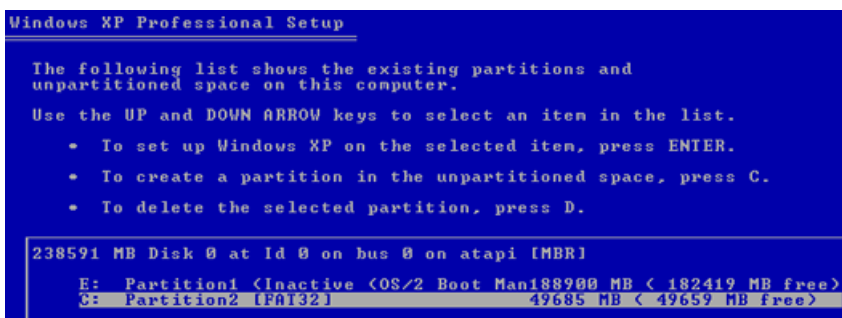 Windows XP Professional Setup
The following list shows the existing partitions and
unpartitioned space on this computer.
Use the UP and DOWN ARROW keys to select an item in the list.
• To set up Windows XP on the selected item, press ENTER.
• To create a partition in the unpartitioned space, press C.
• To delete the selected partition, press D.
238591 MB Disk 0 at Id 0 on bus 0 on atapi [MBR]
E: Partition1 (Inactive (OS/2 Boot Man188900 MB ( 182419 MB free)
C: Partition2 [FAT32] 49685 MB ( 49659 MB free)